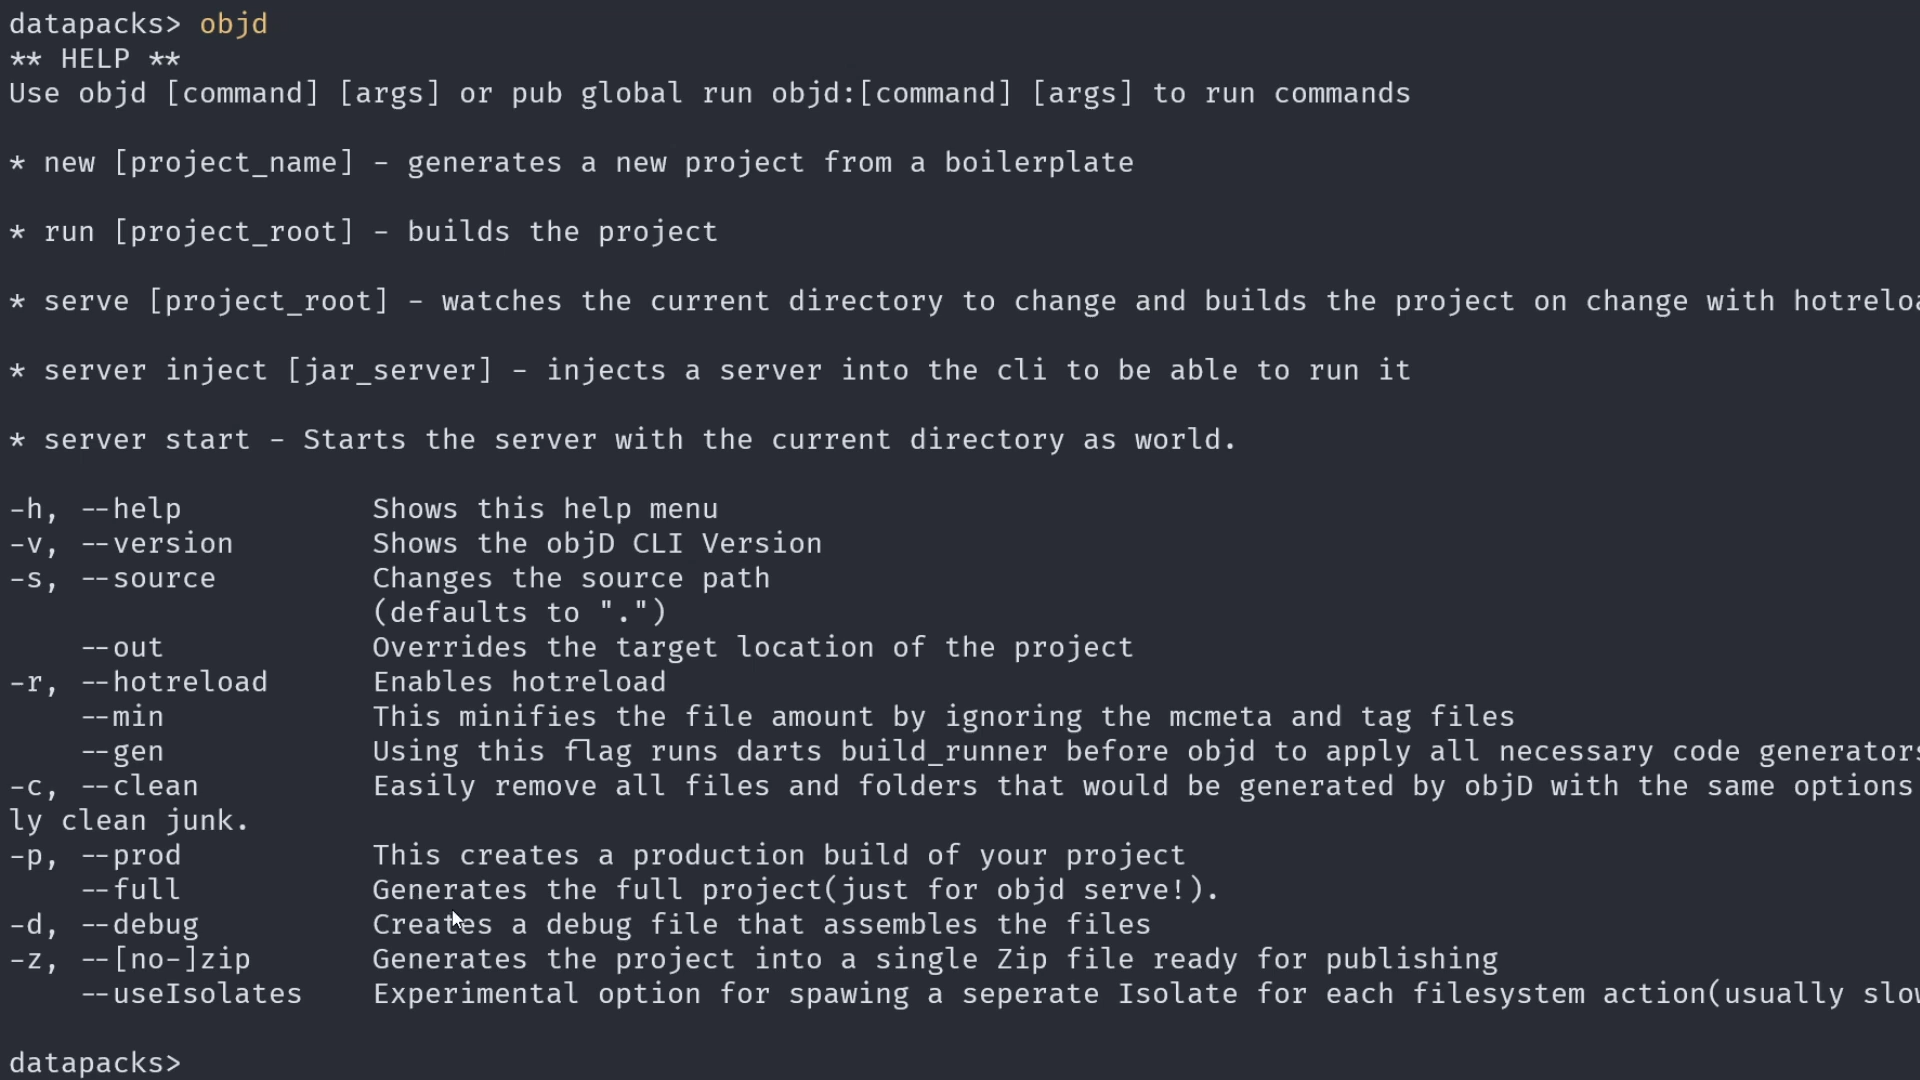 datapacks> objd
** HELP **
Use objd [command] [args] or pub global run objd:[command] [args] to run commands
* new [project_name] - generates a new project from a boilerplate
* run [project_root] - builds the project
* serve [project_root] - watches the current directory to change and builds the project on change with
* server inject [jar_server] - injects a server into the cli to be able to run it
* server start - Starts the server with the current directory as world.
-h, --help Shows this help menu
-v, --version Shows the objD CLI Version
-s, --source Changes the source path
(defaults to ".")
--out Overrides the target location of the project
-r, --hotreload Enables hotreload
--min This minifies the file amount by ignoring the mcmeta and tag files
--gen Using this flag runs darts build_runner before objd to apply all necessary code generators
-c, --clean Easily remove all files and folders that would be generated by objD with the same options
ly clean junk.
-p, --prod This creates a production build of your project
--full Generates the full project(just for objd serve!).
-d, --debug Creates a debug file that assembles the files
-z, --[no-]zip Generates the project into a single Zip file ready for publishing
--useIsolates Experimental option for spawing a seperate Isolate for each filesystem action(usually
datapacks>